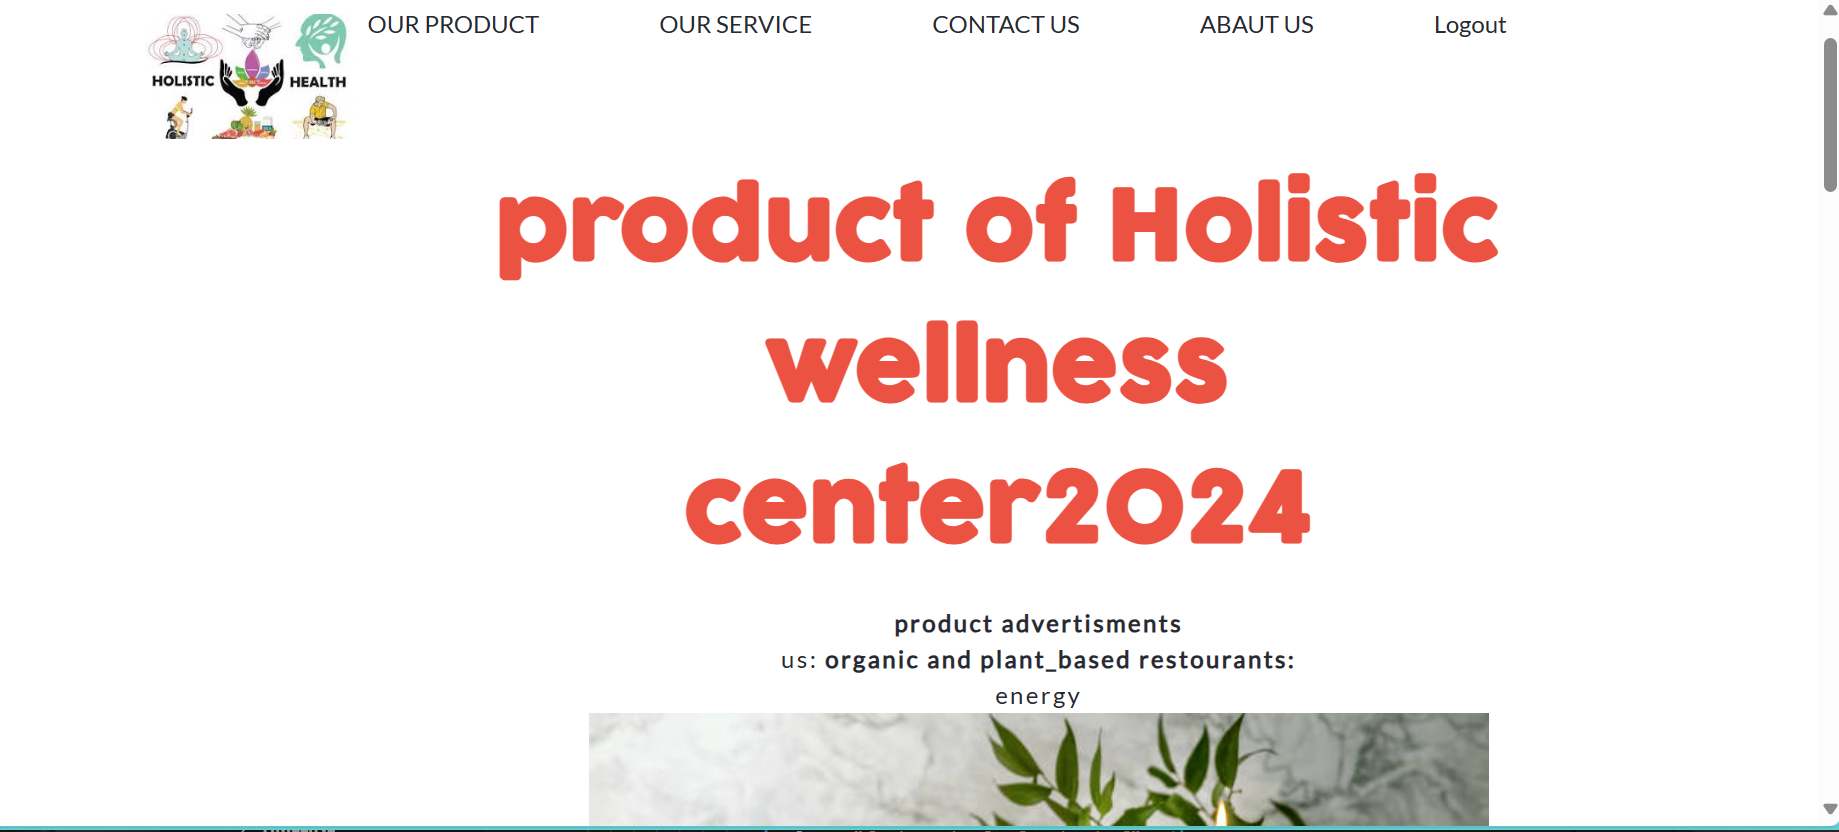 OUR PRODUCT
OUR SERVICE
CONTACT US
ABAUT US
Logout
HOLISTIC HEALTH
product of Holistic
wellness
center2024
product advertisments
us: organic and plant_based restourants:
energy